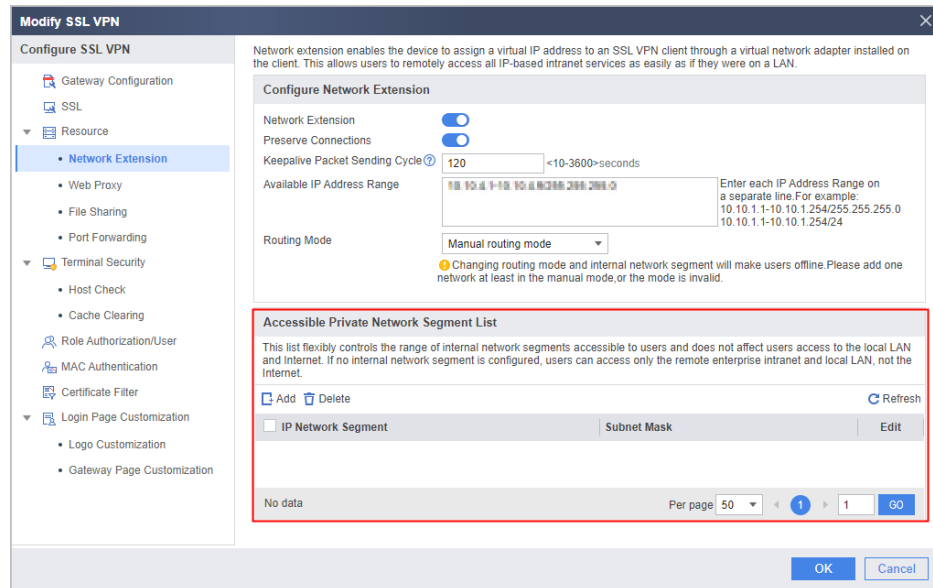 Modify SSL VPN
Configure SSL VPN
Gateway Configuration
SSL
Resource
Network Extension
Web Proxy
File Sharing
Port Forwarding
Terminal Security
Host Check
Cache Clearing
Role Authorization/User
MAC Authentication
Certificate Filter
Login Page Customization
Logo Customization
Gateway Page Customization
Network extension enables the device to assign a virtual IP address to an SSL VPN client through a virtual network adapter installed on
the client. This allows users to remotely access all IP-based intranet services as easily as if they were on a LAN.
Configure Network Extension
Network Extension
Preserve Connections
Keepalive Packet Sending Cycle ? 120 <10-3600>seconds
Available IP Address Range
Enter each IP Address Range on
a separate line.For example:
10.10.1.1-10.10.1.254/255.255.255.0
10.10.1.1-10.10.1.254/24
Routing Mode Manual routing mode
Changing routing mode and internal network segment will make users offline.Please add one
network at least in the manual mode,or the mode is invalid.
Accessible Private Network Segment List
This list flexibly controls the range of internal network segments accessible to users and does not affect users access to the local LAN
and Internet. If no internal network segment is configured, users can access only the remote enterprise intranet and local LAN, not the
Internet.
Add Delete Refresh
IP Network Segment Subnet Mask Edit
No data Per page 50 1 1 GO
OK Cancel